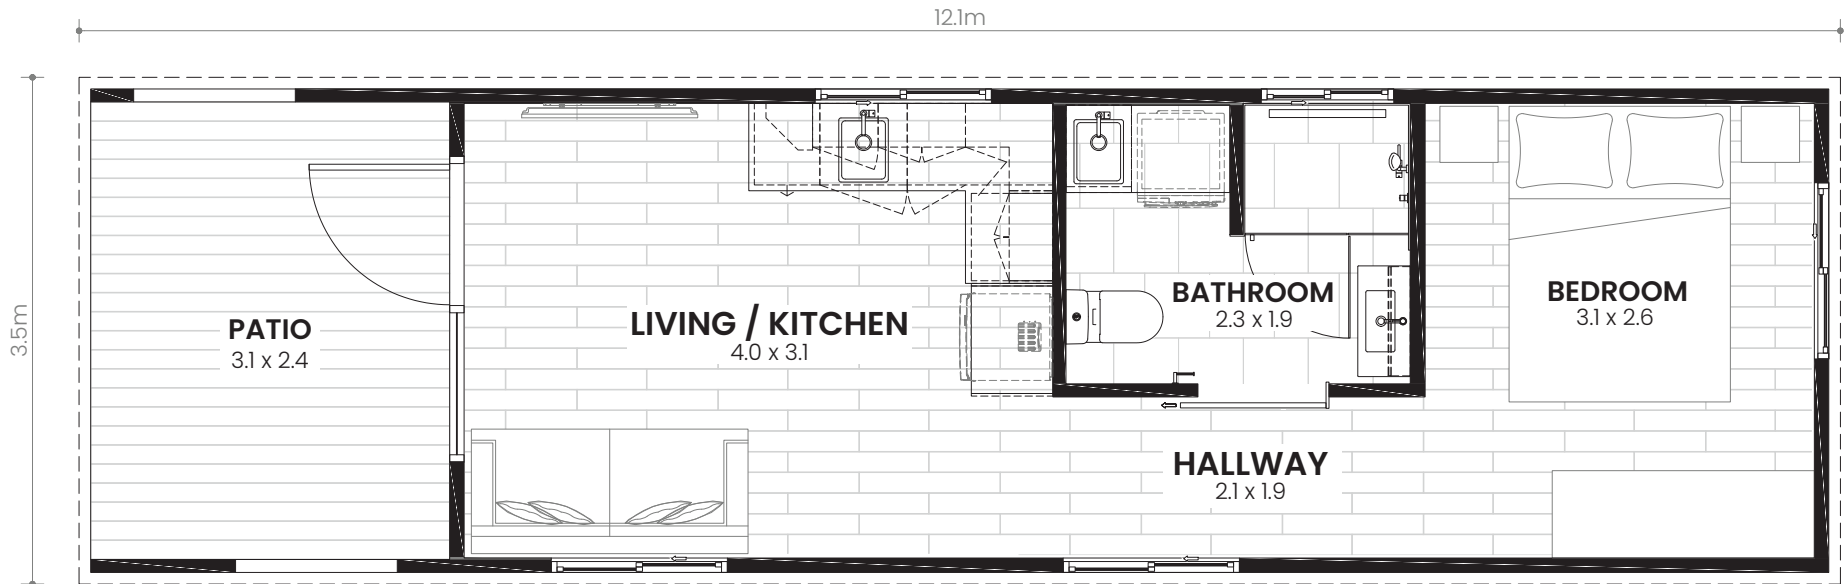 12.1m
3.5m
PATIO
3.1 x 2.4
LIVING / KITCHEN
4.0 x 3.1
BATHROOM
2.3 x 1.9
BEDROOM
3.1 x 2.6
HALLWAY
2.1 x 1.9